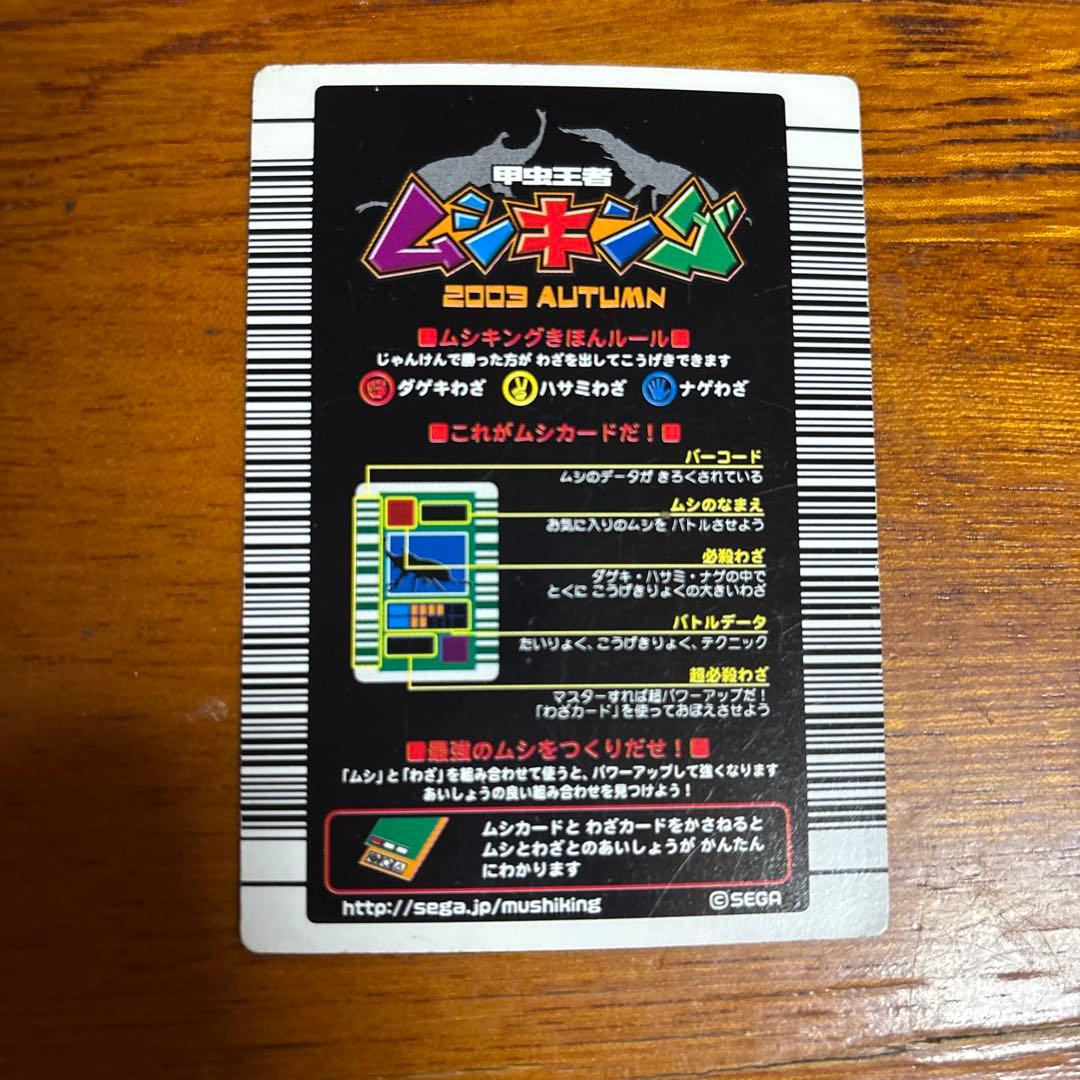 甲虫王者
ムシキング
2003 AUTUMN
ムシキングきほんルール
じゃんけんで勝った方が わざを出してこうげきできます
ダゲキわざ ハサミわざ ナゲわざ
これがムシカードだ！
バーコード
ムシのデータが きろくされている
ムシのなまえ
お気に入りのムシを バトルさせよう
必殺わざ
ダゲキ・ハサミ・ナゲの中で
とくに こうげきりょくの大きいわざ
バトルデータ
たいりょく、こうげきりょく、テクニック
超必殺わざ
マスターすれば超パワーアップだ！
「わざカード」を使っておぼえさせよう
最強のムシをつくりだせ！
「ムシ」と「わざ」を組み合わせて使うと、パワーアップして強くなります
あいしょうの良い組み合わせを見つけよう！
ムシカードと わざカードをかさねると
ムシとわざとのあいしょうが かんたん
にわかります
http://sega.jp/mushiking ©SEGA